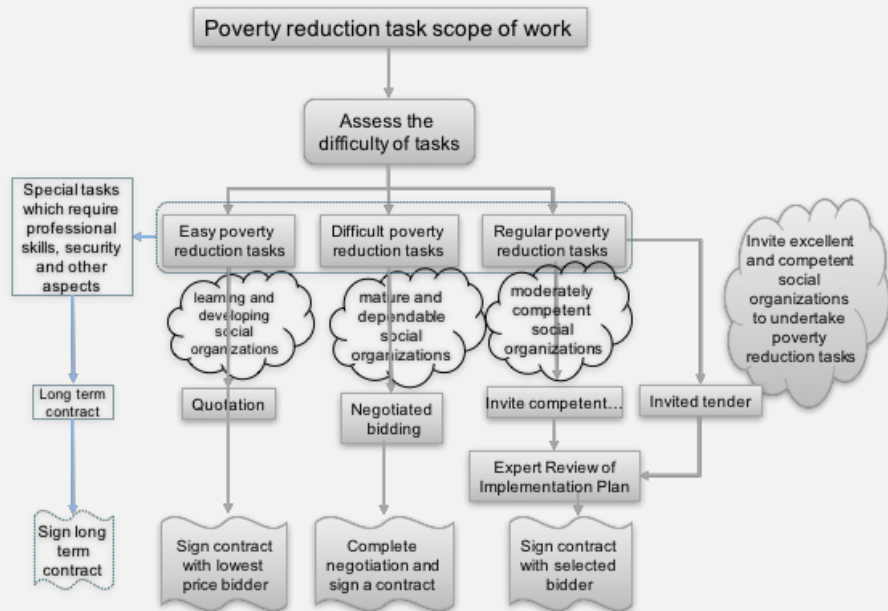 Poverty reduction task scope of work
Assess the
difficulty of tasks
Special tasks
which require
professional
skills, security
and other
aspects
Easy poverty
reduction tasks
Difficult poverty
reduction tasks
Regular poverty
reduction tasks
Invite excellent
and competent
social
organizations
to undertake
poverty
reduction tasks
learning and
developing
social
organizations
mature and
dependable
social
organizations
moderately
competent
social
organizations
Long term
contract
Quotation
Negotiated
bidding
Invite competent…
Invited tender
Expert Review of
Implementation Plan
Sign long
term
contract
Sign contract
with lowest
price bidder
Complete
negotiation and
sign a contract
Sign contract
with selected
bidder